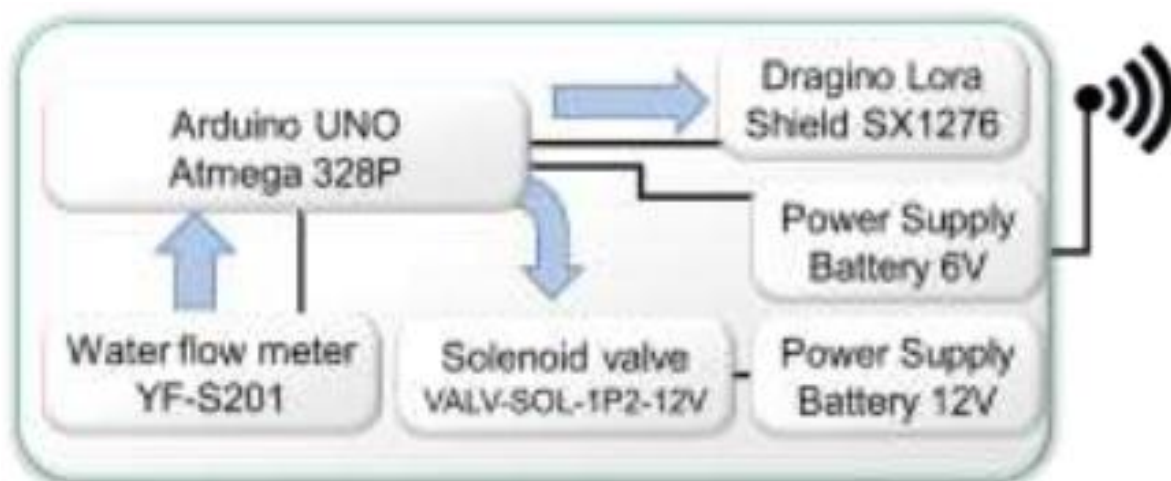 Arduino UNO
Atmega 328P
Dragino Lora
Shield SX1276
Power Supply
Battery 6V
Water flow meter
YF-S201
Solenoid valve
VALV-SOL-1P2-12V
Power Supply
Battery 12V